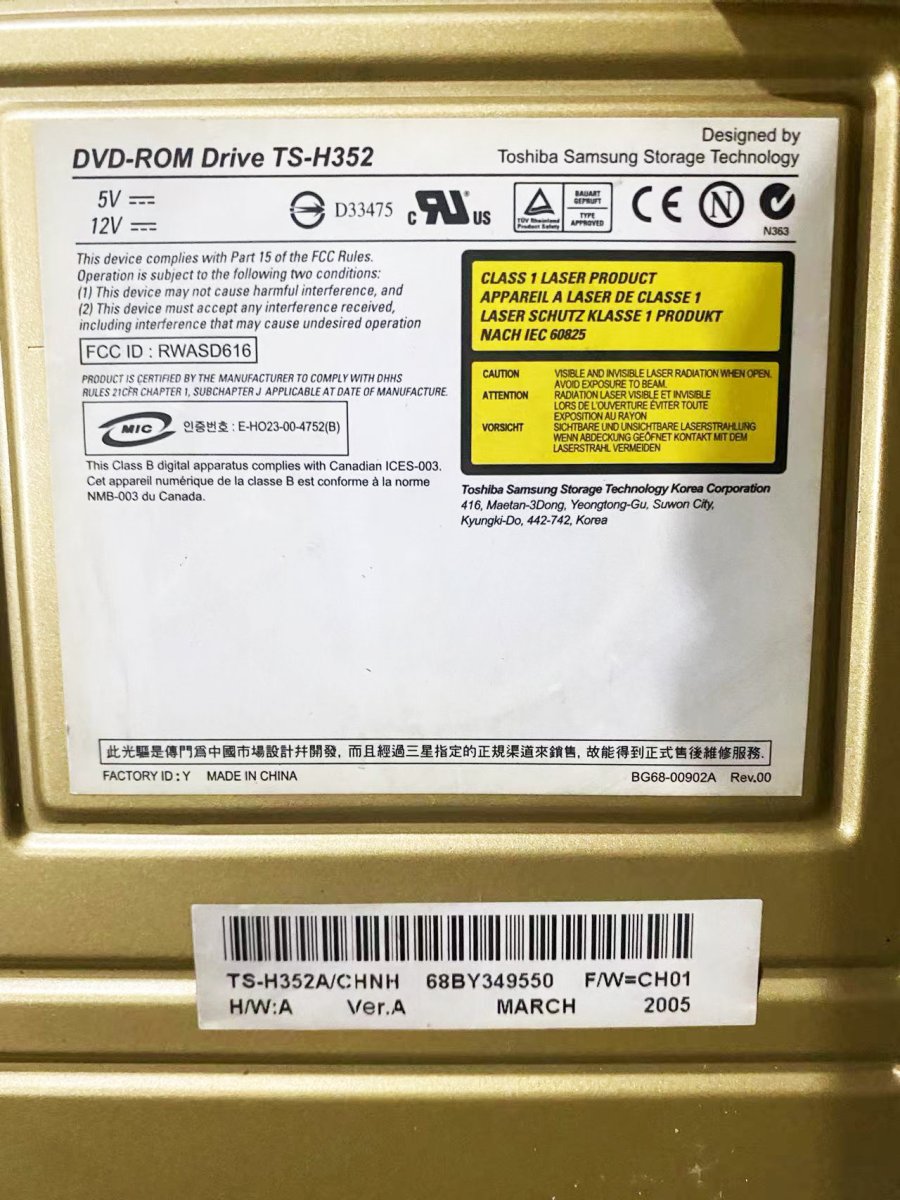 DVD-ROM Drive TS-H352
Designed by
Toshiba Samsung Storage Technology
5V
12V
D33475
c RU US
TÜV Rheinland
Product Safety
BAUART
GEPRÜFT
TYPE
APPROVED
CE
N
N363
This device complies with Part 15 of the FCC Rules.
Operation is subject to the following two conditions:
(1) This device may not cause harmful interference, and
(2) This device must accept any interference received,
including interference that may cause undesired operation
FCC ID : RWASD616
PRODUCT IS CERTIFIED BY THE MANUFACTURER TO COMPLY WITH DHHS
RULES 21CFR CHAPTER 1, SUBCHAPTER J APPLICABLE AT DATE OF MANUFACTURE.
MIC 인증번호 : E-HO23-00-4752(B)
This Class B digital apparatus complies with Canadian ICES-003.
Cet appareil numérique de la classe B est conforme à la norme
NMB-003 du Canada.
CLASS 1 LASER PRODUCT
APPAREIL A LASER DE CLASSE 1
LASER SCHUTZ KLASSE 1 PRODUKT
NACH IEC 60825
CAUTION VISIBLE AND INVISIBLE LASER RADIATION WHEN OPEN,
AVOID EXPOSURE TO BEAM.
ATTENTION RADIATION LASER VISIBLE ET INVISIBLE
LORS DE L'OUVERTURE ÉVITER TOUTE
EXPOSITION AU RAYON
VORSICHT SICHTBARE UND UNSICHTBARE LASERSTRAHLUNG
WENN ABDECKUNG GEÖFNET KONTAKT MIT DEM
LASERSTRAHL VERMEIDEN
Toshiba Samsung Storage Technology Korea Corporation
416, Maetan-3Dong, Yeongtong-Gu, Suwon City,
Kyungki-Do, 442-742, Korea
此光驅是傳門爲中國市場設計幷開發, 而且經過三星指定的正規渠道來銷售, 故能得到正式售後維修服務.
FACTORY ID : Y MADE IN CHINA
BG68-00902A Rev.00
TS-H352A/CHNH 68BY349550 F/W=CH01
H/W:A Ver.A MARCH 2005